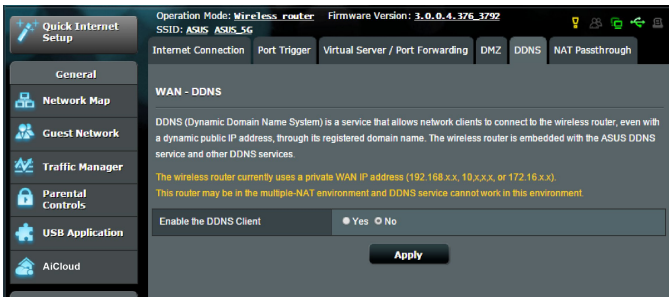 Quick Internet
Setup
General
Network Map
Guest Network
Traffic Manager
Parental
Controls
USB Application
AiCloud
Operation Mode: Wireless router Firmware Version: 3.0.0.4.376_3792
SSID: ASUS ASUS_5G
Internet Connection Port Trigger Virtual Server / Port Forwarding DMZ DDNS NAT Passthrough
WAN - DDNS
DDNS (Dynamic Domain Name System) is a service that allows network clients to connect to the wireless router, even with
a dynamic public IP address, through its registered domain name. The wireless router is embedded with the ASUS DDNS
service and other DDNS services.
The wireless router currently uses a private WAN IP address (192.168.x.x, 10,x,x,x, or 172.16.x.x).
This router may be in the multiple-NAT environment and DDNS service cannot work in this environment.
Enable the DDNS Client Yes No
Apply